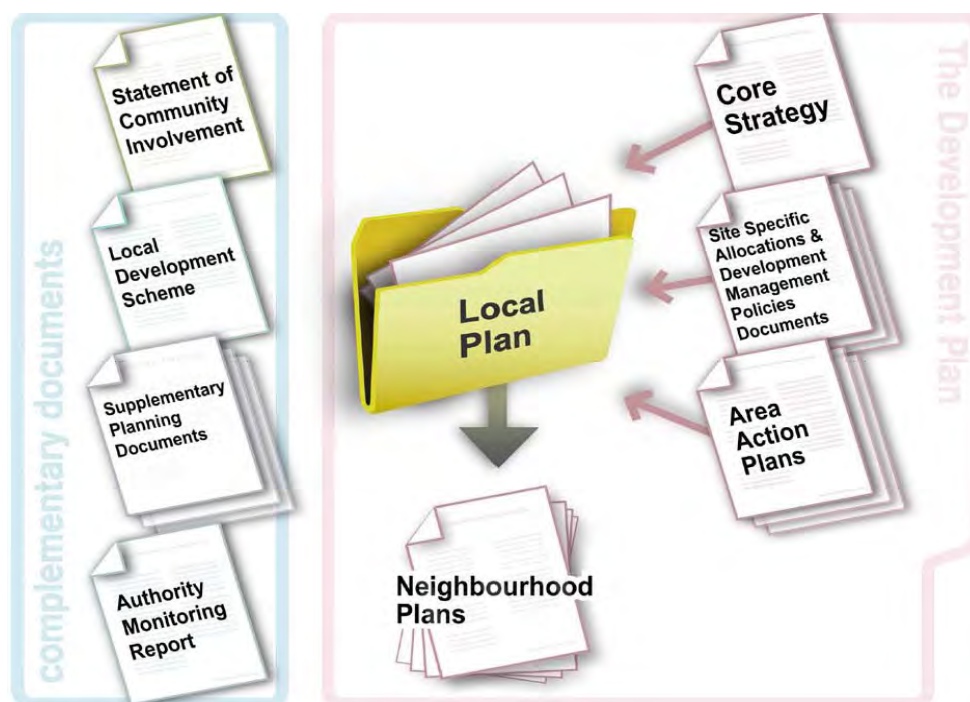 complementary documents
Statement of
Community
Involvement
Local
Development
Scheme
Supplementary
Planning
Documents
Authority
Monitoring
Report
The Development Plan
Local
Plan
Core
Strategy
Site Specific
Allocations &
Development
Management
Policies
Documents
Area
Action
Plans
Neighbourhood
Plans